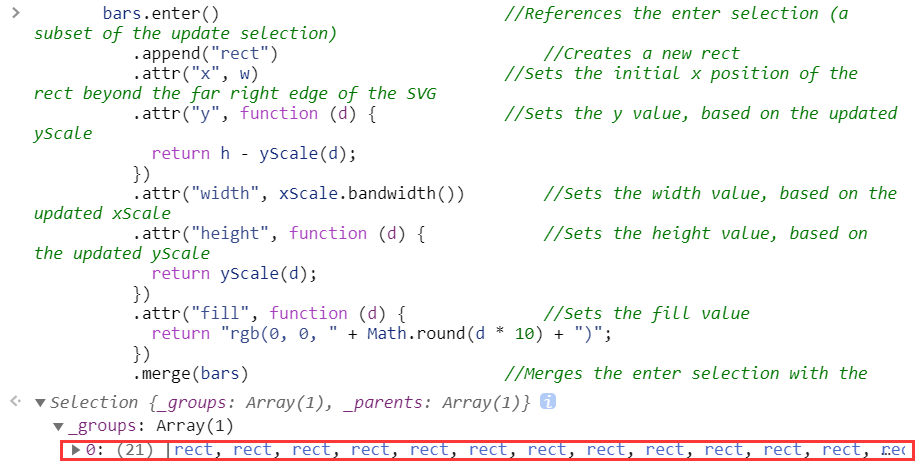 > bars.enter() //References the enter selection (a
subset of the update selection)
.append("rect") //Creates a new rect
.attr("x", w) //Sets the initial x position of the
rect beyond the far right edge of the SVG
.attr("y", function (d) { //Sets the y value, based on the updated
yScale
return h - yScale(d);
})
.attr("width", xScale.bandwidth()) //Sets the width value, based on the
updated xScale
.attr("height", function (d) { //Sets the height value, based on
the updated yScale
return yScale(d);
})
.attr("fill", function (d) { //Sets the fill value
return "rgb(0, 0, " + Math.round(d * 10) + ")";
})
.merge(bars) //Merges the enter selection with the
Selection {_groups: Array(1), _parents: Array(1)} i
_groups: Array(1)
0: (21) [rect, rect, rect, rect, rect, rect, rect, rect, rect, rect, rect, rect, rec